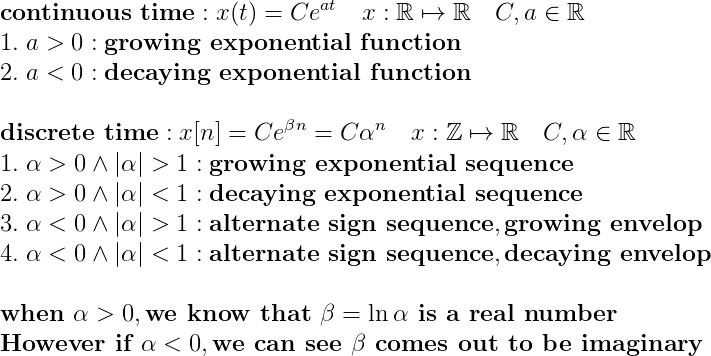 continuous time : x(t) = Ce^{at} x : ℝ ↦ ℝ C, a ∈ ℝ
1. a > 0 : growing exponential function
2. a < 0 : decaying exponential function
discrete time : x[n] = Ce^{βn} = Cα^n x : ℤ ↦ ℝ C, α ∈ ℝ
1. α > 0 ∧ |α| > 1 : growing exponential sequence
2. α > 0 ∧ |α| < 1 : decaying exponential sequence
3. α < 0 ∧ |α| > 1 : alternate sign sequence, growing envelop
4. α < 0 ∧ |α| < 1 : alternate sign sequence, decaying envelop
when α > 0, we know that β = ln α is a real number
However if α < 0, we can see β comes out to be imaginary